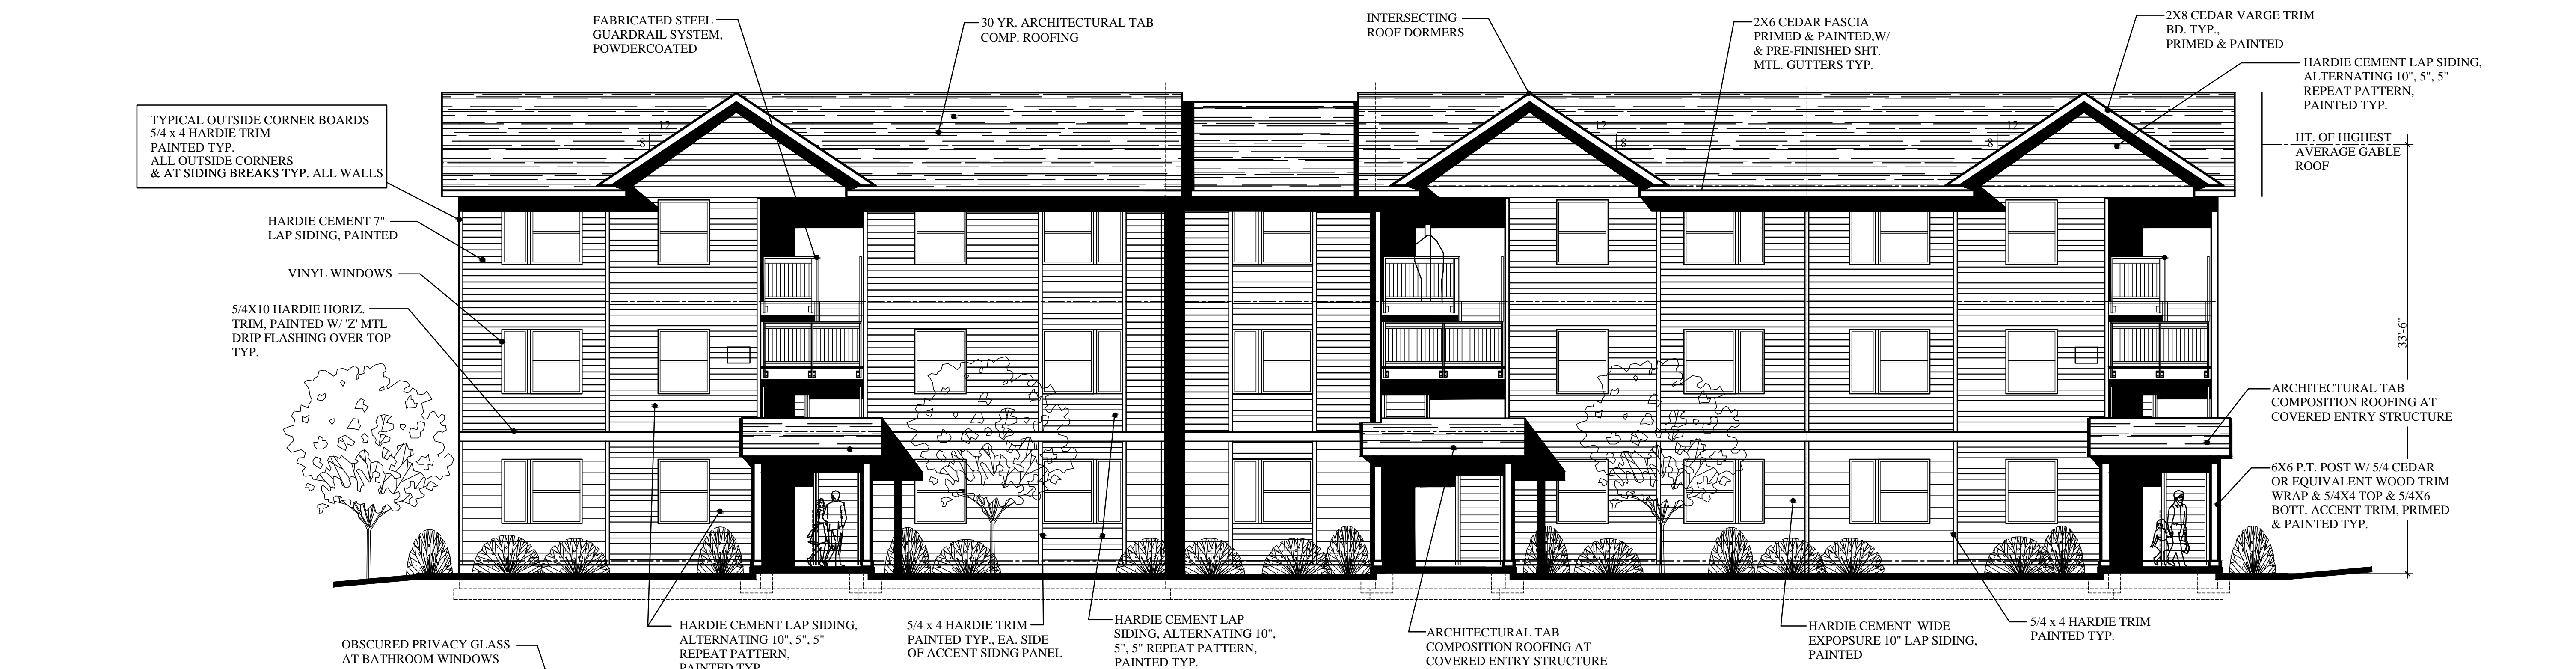 FABRICATED STEEL
GUARDRAIL SYSTEM,
POWDERCOATED
30 YR. ARCHITECTURAL TAB
COMP. ROOFING
INTERSECTING
ROOF DORMERS
2X6 CEDAR FASCIA
PRIMED & PAINTED,W/
& PRE-FINISHED SHT.
MTL. GUTTERS TYP.
2X8 CEDAR VARGE TRIM
BD. TYP.,
PRIMED & PAINTED
HARDIE CEMENT LAP SIDING,
ALTERNATING 10", 5", 5"
REPEAT PATTERN,
PAINTED TYP.
TYPICAL OUTSIDE CORNER BOARDS
5/4 x 4 HARDIE TRIM
PAINTED TYP.
ALL OUTSIDE CORNERS
& AT SIDING BREAKS TYP. ALL WALLS
12
8
12
8
12
8
HT. OF HIGHEST
AVERAGE GABLE
ROOF
HARDIE CEMENT 7"
LAP SIDING, PAINTED
VINYL WINDOWS
5/4X10 HARDIE HORIZ.
TRIM, PAINTED W/ 'Z' MTL
DRIP FLASHING OVER TOP
TYP.
33'-6"
ARCHITECTURAL TAB
COMPOSITION ROOFING AT
COVERED ENTRY STRUCTURE
6X6 P.T. POST W/ 5/4 CEDAR
OR EQUIVALENT WOOD TRIM
WRAP & 5/4X4 TOP & 5/4X6
BOTT. ACCENT TRIM, PRIMED
& PAINTED TYP.
OBSCURED PRIVACY GLASS
AT BATHROOM WINDOWS
HARDIE CEMENT LAP SIDING,
ALTERNATING 10", 5", 5"
REPEAT PATTERN,
PAINTED TYP.
5/4 x 4 HARDIE TRIM
PAINTED TYP., EA. SIDE
OF ACCENT SIDNG PANEL
HARDIE CEMENT LAP
SIDING, ALTERNATING 10",
5", 5" REPEAT PATTERN,
PAINTED TYP.
ARCHITECTURAL TAB
COMPOSITION ROOFING AT
COVERED ENTRY STRUCTURE
HARDIE CEMENT WIDE
EXPOPSURE 10" LAP SIDING,
PAINTED
5/4 x 4 HARDIE TRIM
PAINTED TYP.